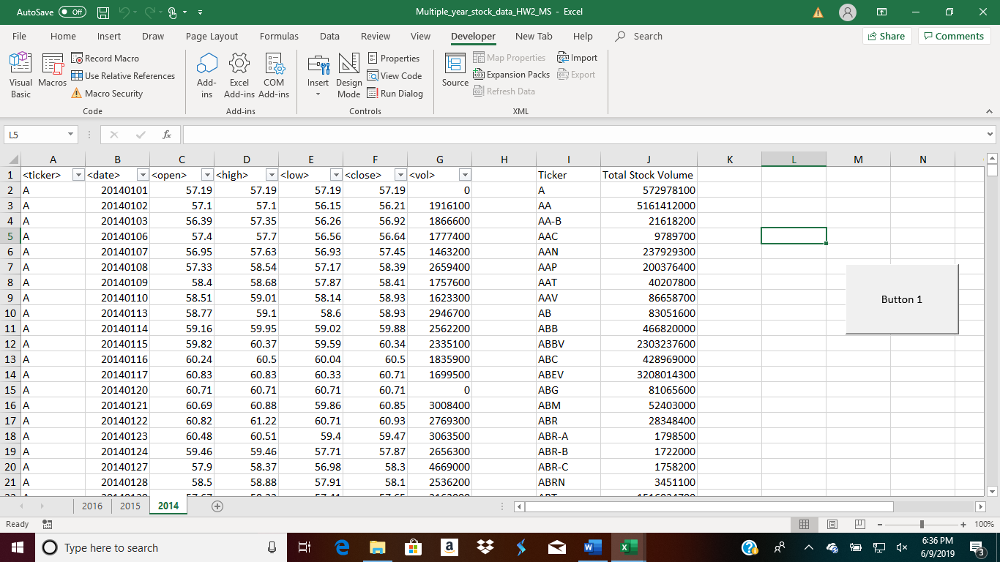 AutoSave Off Multiple_year_stock_data_HW2_MS - Excel
File Home Insert Draw Page Layout Formulas Data Review View Developer New Tab Help Search Share Comments
Visual Basic Macros Record Macro Use Relative References Macro Security
Add-ins Excel Add-ins COM Add-ins
Insert Design Mode Properties View Code Run Dialog
Source Map Properties Expansion Packs Refresh Data Import Export
Code Add-ins Controls XML
L5 fx
A B C D E F G H I J K L M N
1 <ticker> <date> <open> <high> <low> <close> <vol> Ticker Total Stock Volume
2 A 20140101 57.19 57.19 57.19 57.19 0 A 572978100
3 A 20140102 57.1 57.1 56.15 56.21 1916100 AA 5161412000
4 A 20140103 56.39 57.35 56.26 56.92 1866600 AA-B 21618200
5 A 20140106 57.4 57.7 56.56 56.64 1777400 AAC 9789700
6 A 20140107 56.95 57.63 56.93 57.45 1463200 AAN 237929300
7 A 20140108 57.33 58.54 57.17 58.39 2659400 AAP 200376400
8 A 20140109 58.4 58.68 57.87 58.41 1757600 AAT 40207800
9 A 20140110 58.51 59.01 58.14 58.93 1623300 AAV 86658700
Button 1
10 A 20140113 58.77 59.1 58.6 58.93 2946700 AB 83051600
11 A 20140114 59.16 59.95 59.02 59.88 2562200 ABB 466820000
12 A 20140115 59.82 60.37 59.59 60.34 2335100 ABBV 2303237600
13 A 20140116 60.24 60.5 60.04 60.5 1835900 ABC 428969000
14 A 20140117 60.83 60.83 60.33 60.71 1699500 ABEV 3208014300
15 A 20140120 60.71 60.71 60.71 60.71 0 ABG 81065600
16 A 20140121 60.69 60.88 59.86 60.85 3008400 ABM 52403000
17 A 20140122 60.82 61.22 60.71 60.93 2769300 ABR 28348400
18 A 20140123 60.48 60.51 59.4 59.47 3063500 ABR-A 1798500
19 A 20140124 59.46 59.46 57.71 57.87 2656300 ABR-B 1722000
20 A 20140127 57.9 58.37 56.98 58.3 4669000 ABR-C 1758200
21 A 20140128 58.5 58.88 57.91 58.1 2536200 ABRN 3451100
2016 2015 2014
Ready 100%
Type here to search
6:36 PM
6/9/2019 3